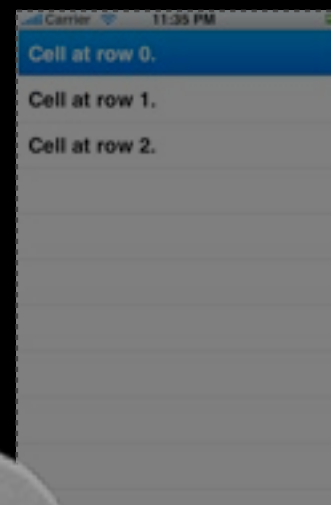 Carrier 11:35 PM
Cell at row 0.
Cell at row 1.
Cell at row 2.